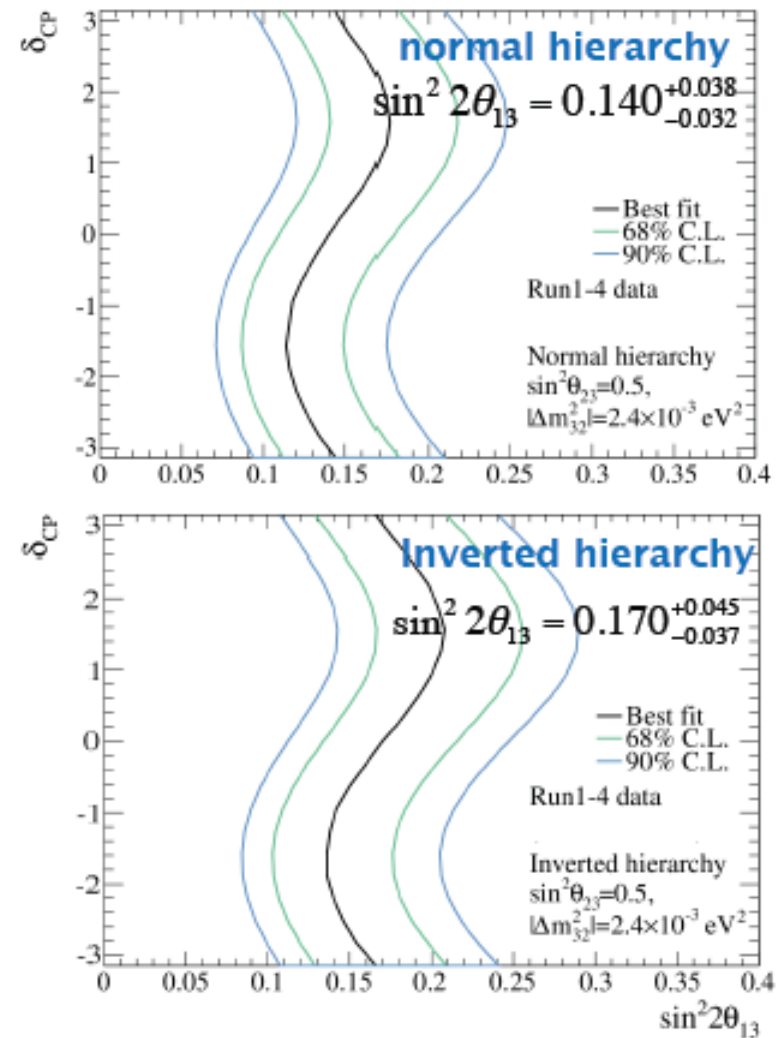 δCP
normal hierarchy
sin² 2θ₁₃ = 0.140 +0.038 −0.032
3
2
1
0
-1
-2
-3
Best fit
68% C.L.
90% C.L.
Run1-4 data
Normal hierarchy
sin²θ₂₃=0.5,
|Δm²₃₂|=2.4×10⁻³ eV²
0 0.05 0.1 0.15 0.2 0.25 0.3 0.35 0.4
δCP
Inverted hierarchy
sin² 2θ₁₃ = 0.170 +0.045 −0.037
3
2
1
0
-1
-2
-3
Best fit
68% C.L.
90% C.L.
Run1-4 data
Inverted hierarchy
sin²θ₂₃=0.5,
|Δm²₃₂|=2.4×10⁻³ eV²
0 0.05 0.1 0.15 0.2 0.25 0.3 0.35 0.4
sin²2θ₁₃